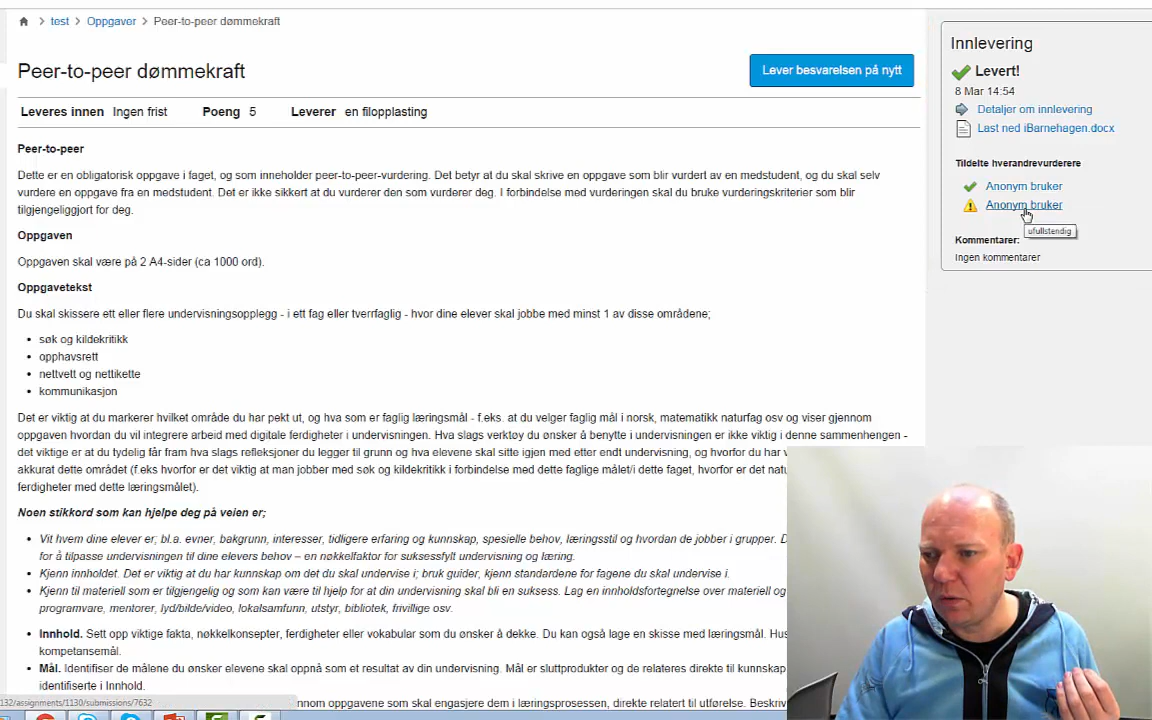 test Oppgaver Peer-to-peer dømmekraft
Peer-to-peer dømmekraft
Lever besvarelsen på nytt
Leveres innen Ingen frist Poeng 5 Leverer en filopplasting
Peer-to-peer
Dette er en obligatorisk oppgave i faget, og som inneholder peer-to-peer-vurdering. Det betyr at du skal skrive en oppgave som blir vurdert av en medstudent, og du skal selv
vurdere en oppgave fra en medstudent. Det er ikke sikkert at du vurderer den som vurderer deg. I forbindelse med vurderingen skal du bruke vurderingskriterier som blir
tilgjengeliggjort for deg.
Oppgaven
Oppgaven skal være på 2 A4-sider (ca 1000 ord).
Oppgavetekst
Du skal skissere ett eller flere undervisningsopplegg - i ett fag eller tverrfaglig - hvor dine elever skal jobbe med minst 1 av disse områdene;
søk og kildekritikk
opphavsrett
nettvett og nettikette
kommunikasjon
Det er viktig at du markerer hvilket område du har pekt ut, og hva som er faglig læringsmål - f.eks. at du velger faglig mål i norsk, matematikk naturfag osv og viser gjennom
oppgaven hvordan du vil integrere arbeid med digitale ferdigheter i undervisningen. Hva slags verktøy du ønsker å benytte i undervisningen er ikke viktig i denne sammenhengen -
det viktige er at du tydelig får fram hva slags refleksjoner du legger til grunn og hva elevene skal sitte igjen med etter endt undervisning, og hvorfor du har
akkurat dette området (f.eks hvorfor er det viktig at man jobber med søk og kildekritikk i forbindelse med dette faglige målet/i dette faget, hvorfor er det
ferdigheter med dette læringsmålet).
Noen stikkord som kan hjelpe deg på veien er;
Vit hvem dine elever er; bl.a. evner, bakgrunn, interesser, tidligere erfaring og kunnskap, spesielle behov, læringsstil og hvordan de jobber i grupper.
for å tilpasse undervisningen til dine elevers behov – en nøkkelfaktor for suksessfylt undervisning og læring.
Kjenn innholdet. Det er viktig at du har kunnskap om det du skal undervise i; bruk guider, kjenn standardene for fagene du skal undervise i.
Kjenn til materiell som er tilgjengelig og som kan være til hjelp for at din undervisning skal bli en suksess. Lag en innholdsfortegnelse over materiell og
programvare, mentorer, lyd/bilde/video, lokalsamfunn, utstyr, bibliotek, frivillige osv.
Innhold. Sett opp viktige fakta, nøkkelkonsepter, ferdigheter eller vokabular som du ønsker å dekke. Du kan også lage en skisse med læringsmål.
kompetansemål.
Mål. Identifiser de målene du ønsker elevene skal oppnå som et resultat av din undervisning. Mål er sluttprodukter og de relateres direkte til kunnskap
identifiserte i Innhold.
nnom oppgavene som skal engasjere dem i læringsprosessen, direkte relatert til utførelse.
132/assignments/1130/submissions/7632
Innlevering
Levert!
8 Mar 14:54
Detaljer om innlevering
Last ned iBarnehagen.docx
Tildelte hverandrevurderere
Anonym bruker
Anonym bruker
ufullstendig
Kommentarer:
Ingen kommentarer